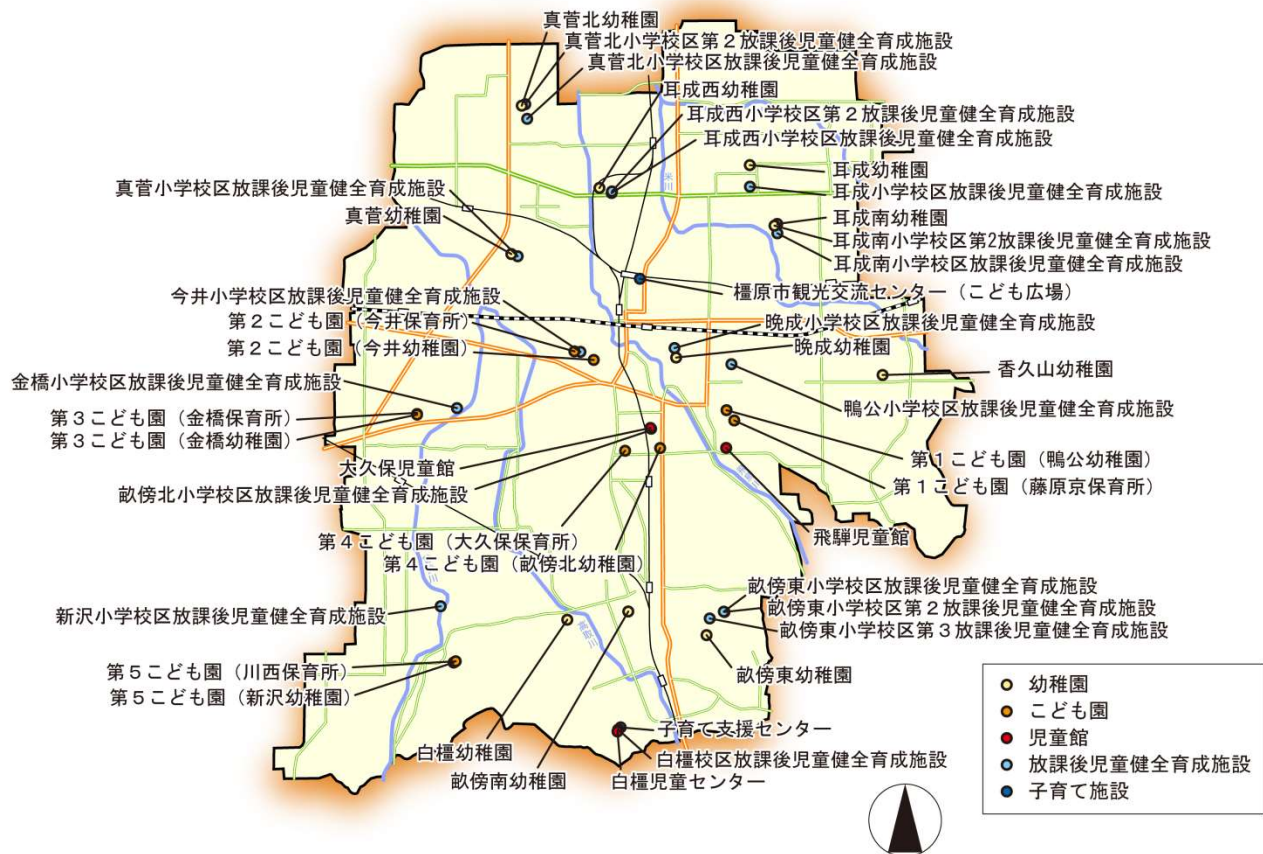 真菅北幼稚園
真菅北小学校区第２放課後児童健全育成施設
真菅北小学校区放課後児童健全育成施設
耳成西幼稚園
耳成西小学校区第２放課後児童健全育成施設
耳成西小学校区放課後児童健全育成施設
米川
耳成幼稚園
真菅小学校区放課後児童健全育成施設
耳成小学校区放課後児童健全育成施設
真菅幼稚園
耳成南幼稚園
耳成南小学校区第2放課後児童健全育成施設
耳成南小学校区放課後児童健全育成施設
橿原市観光交流センター（こども広場）
今井小学校区放課後児童健全育成施設
第２こども園（今井保育所）
第２こども園（今井幼稚園）
晩成小学校区放課後児童健全育成施設
晩成幼稚園
香久山幼稚園
金橋小学校区放課後児童健全育成施設
第３こども園（金橋保育所）
第３こども園（金橋幼稚園）
鴨公小学校区放課後児童健全育成施設
第１こども園（鴨公幼稚園）
第１こども園（藤原京保育所）
大久保児童館
畝傍北小学校区放課後児童健全育成施設
飛騨児童館
第４こども園（大久保保育所）
第４こども園（畝傍北幼稚園）
畝傍東小学校区放課後児童健全育成施設
畝傍東小学校区第２放課後児童健全育成施設
畝傍東小学校区第３放課後児童健全育成施設
新沢小学校区放課後児童健全育成施設
高取川
畝傍東幼稚園
第５こども園（川西保育所）
第５こども園（新沢幼稚園）
白橿幼稚園
畝傍南幼稚園
子育て支援センター
白橿校区放課後児童健全育成施設
白橿児童センター
幼稚園
こども園
児童館
放課後児童健全育成施設
子育て施設